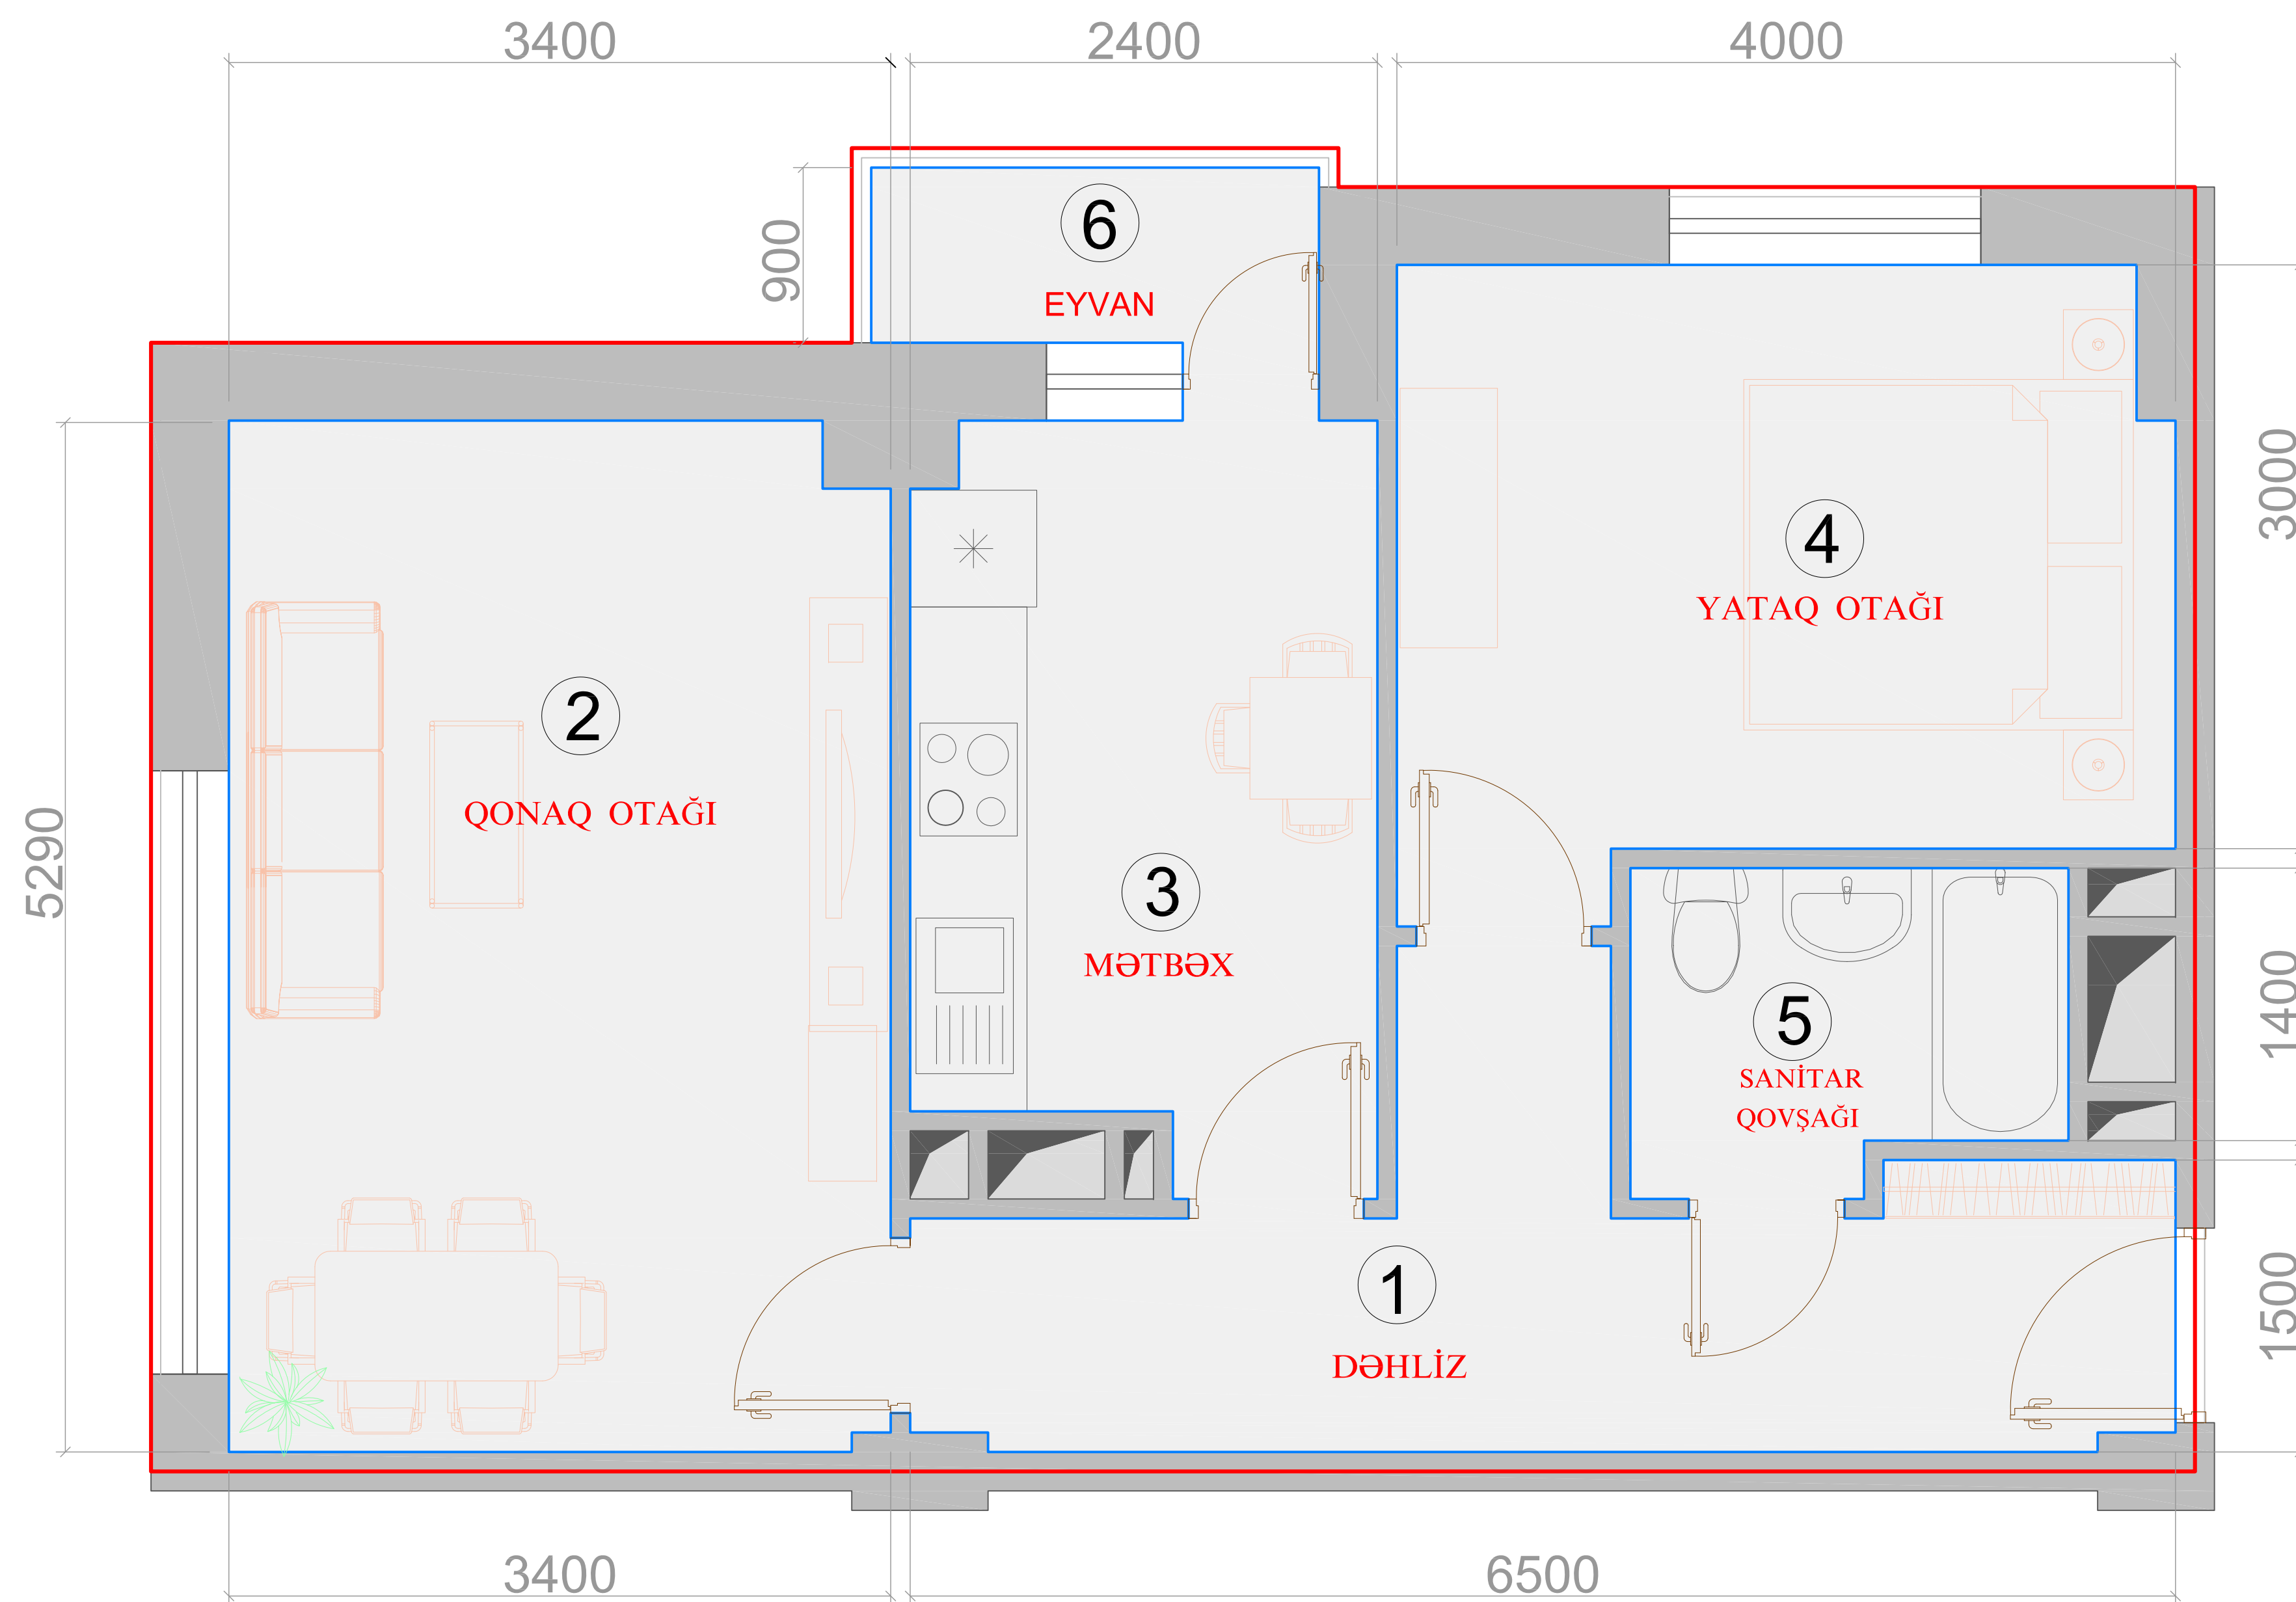 3400
2400
4000
6
EYVAN
900
3000
4
YATAQ OTAĞI
2
QONAQ OTAĞI
5290
3
MƏTBƏX
5
SANİTAR
QOVŞAĞI
1400
1
DƏHLİZ
1500
3400
6500